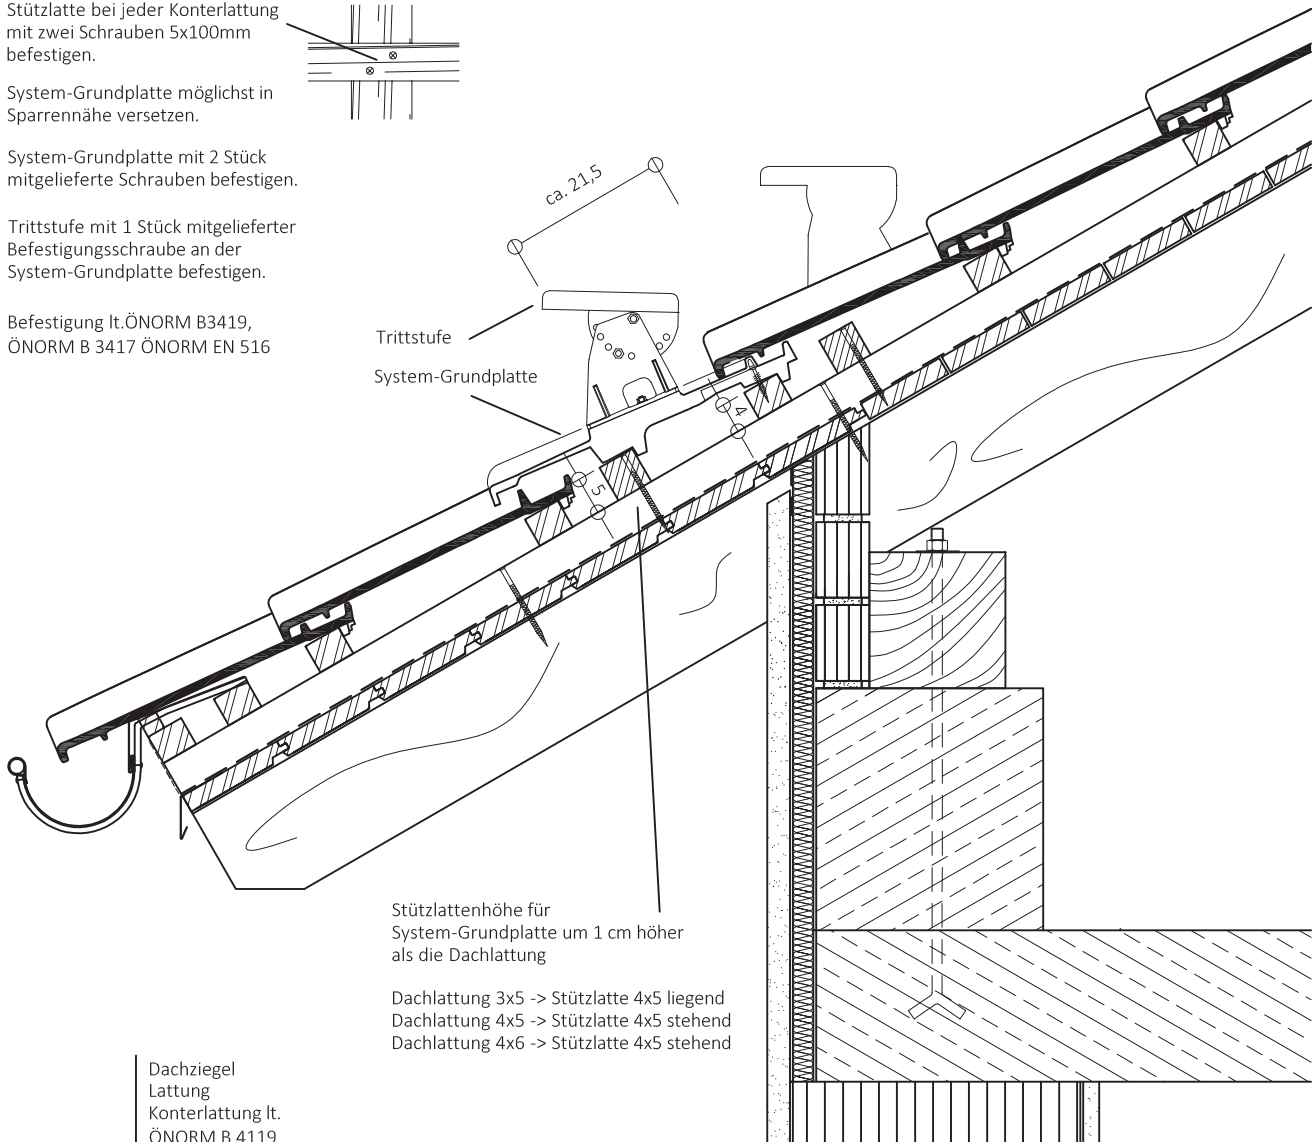 Stützlatte bei jeder Konterlattung
mit zwei Schrauben 5x100mm
befestigen.
System-Grundplatte möglichst in
Sparrennähe versetzen.
System-Grundplatte mit 2 Stück
mitgelieferte Schrauben befestigen.
Trittstufe mit 1 Stück mitgelieferter
Befestigungsschraube an der
System-Grundplatte befestigen.
Befestigung lt.ÖNORM B3419,
ÖNORM B 3417 ÖNORM EN 516
ca. 21,5
Trittstufe
System-Grundplatte
4
5
Stützlattenhöhe für
System-Grundplatte um 1 cm höher
als die Dachlattung
Dachlattung 3x5 -> Stützlatte 4x5 liegend
Dachlattung 4x5 -> Stützlatte 4x5 stehend
Dachlattung 4x6 -> Stützlatte 4x5 stehend
Dachziegel
Lattung
Konterlattung lt.
ÖNORM B 4119